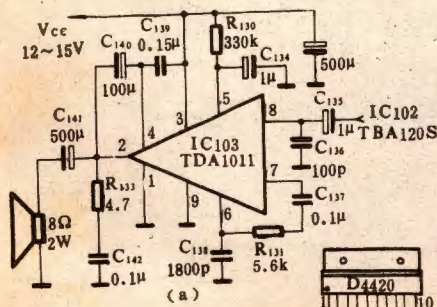 Vcc
12~15V
C140
100μ
C139
0.15μ
R130
330k
C134
1μ
500μ
C141
500μ
2
4
3
5
8
7
1
9
6
IC103
TDA1011
C135
1μ
IC102
TBA120S
C136
100p
C137
0.1μ
R133
4.7
8Ω
2W
C142
0.1μ
C138
1800p
R131
5.6k
(a)
D4420
10